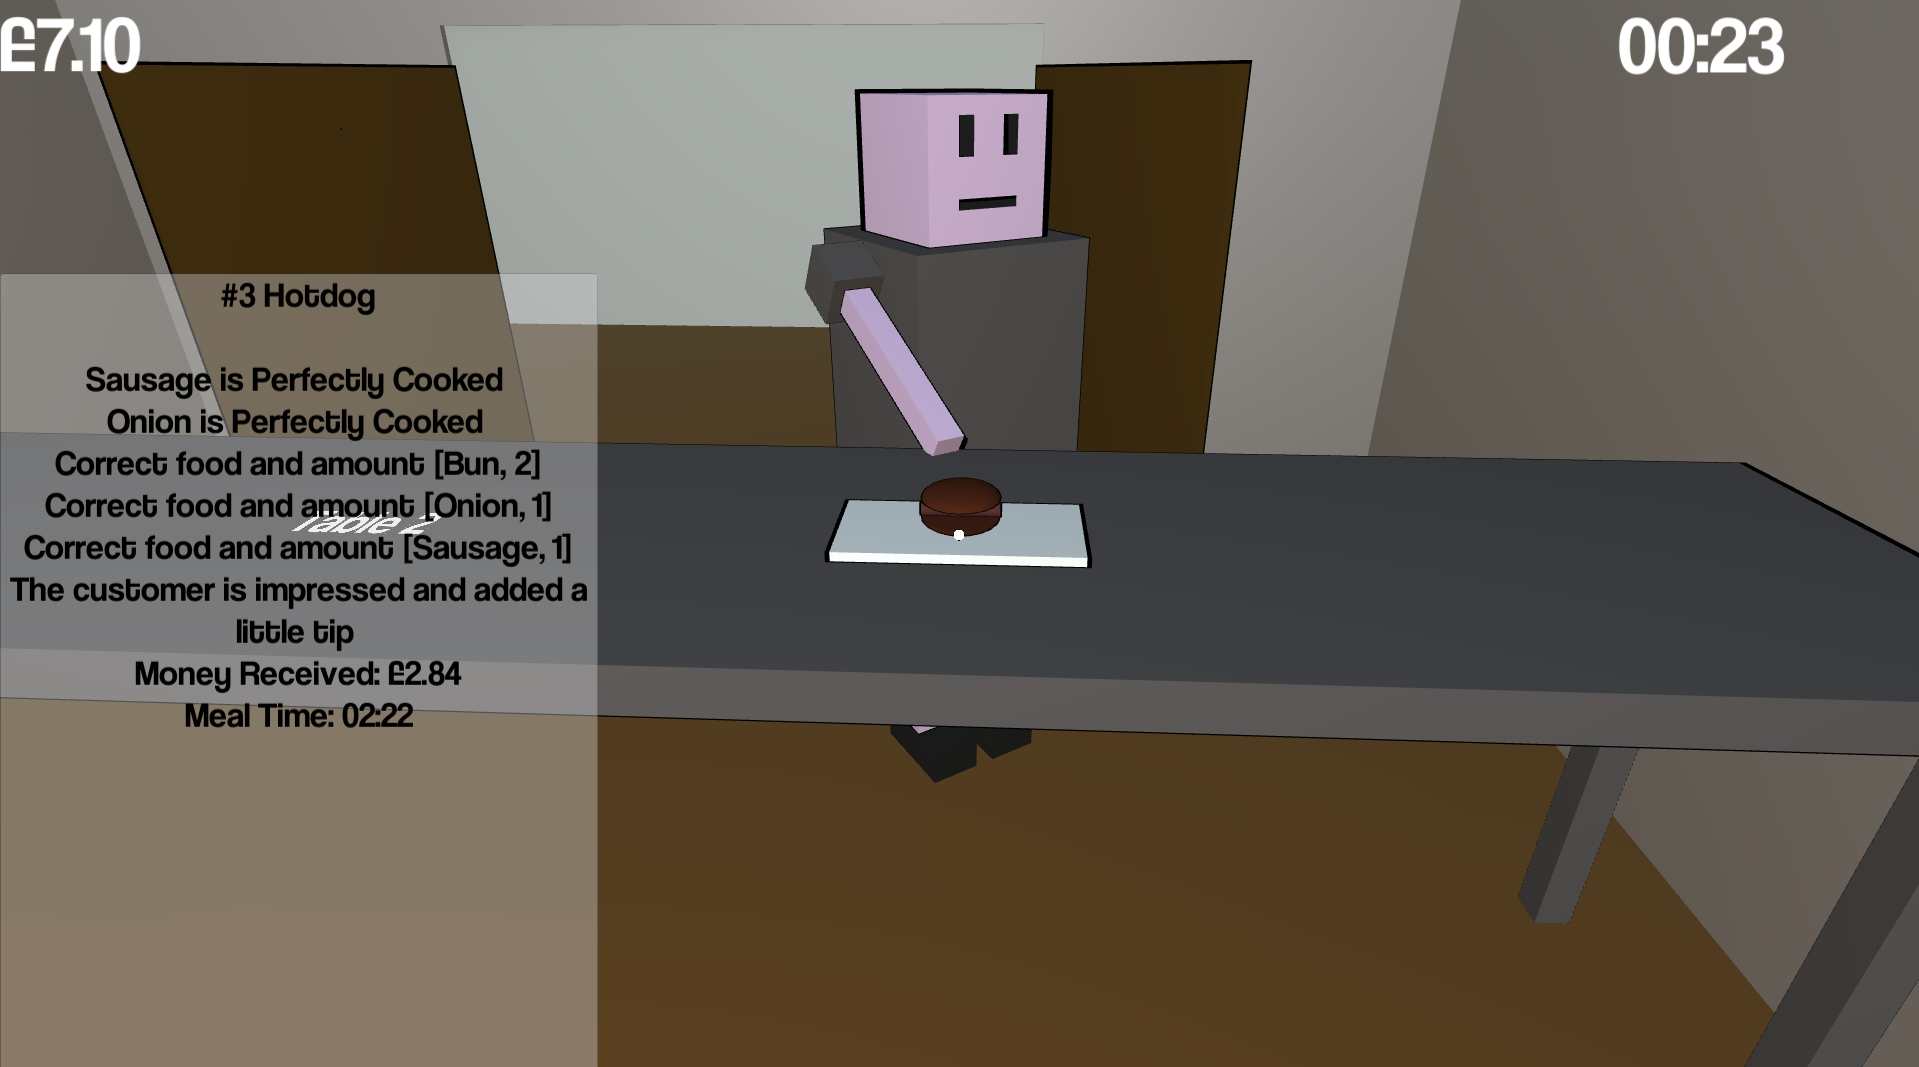 £7.10
00:23
#3 Hotdog
Sausage is Perfectly Cooked
Onion is Perfectly Cooked
Correct food and amount [Bun, 2]
Correct food and amount [Onion, 1]
Table 2
Correct food and amount [Sausage, 1]
The customer is impressed and added a
little tip
Money Received: £2.84
Meal Time: 02:22